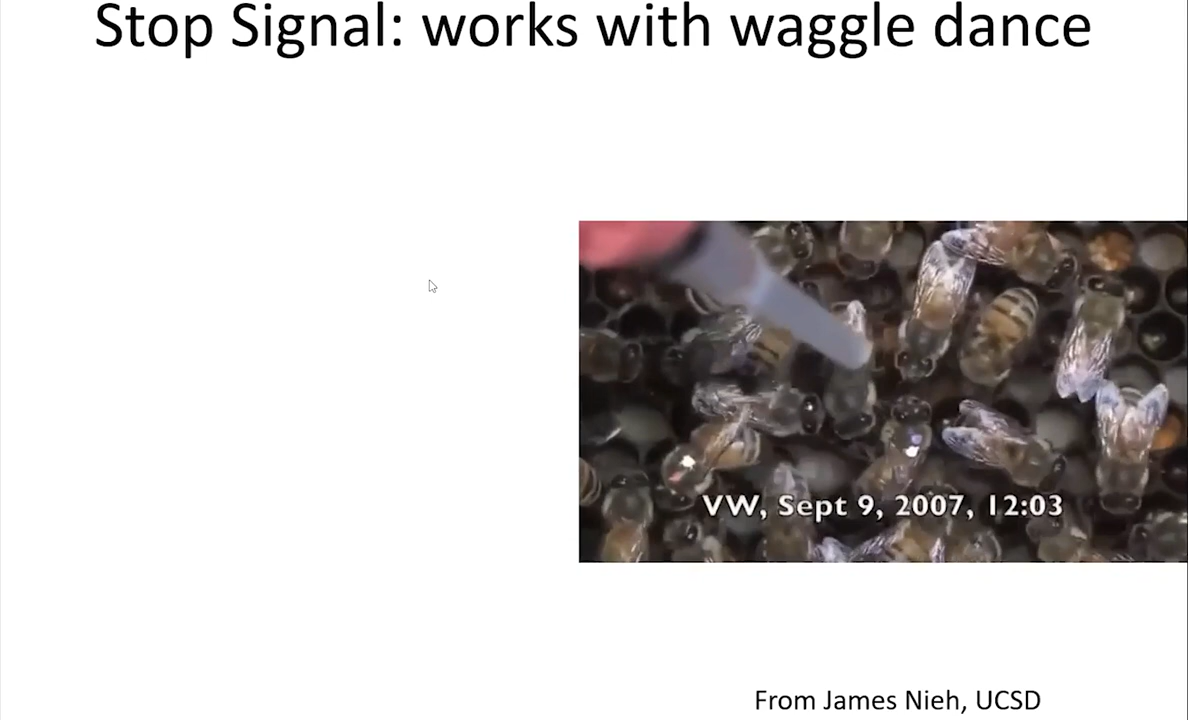 Stop Signal: works with waggle dance
VW, Sept 9, 2007, 12:03
From James Nieh, UCSD